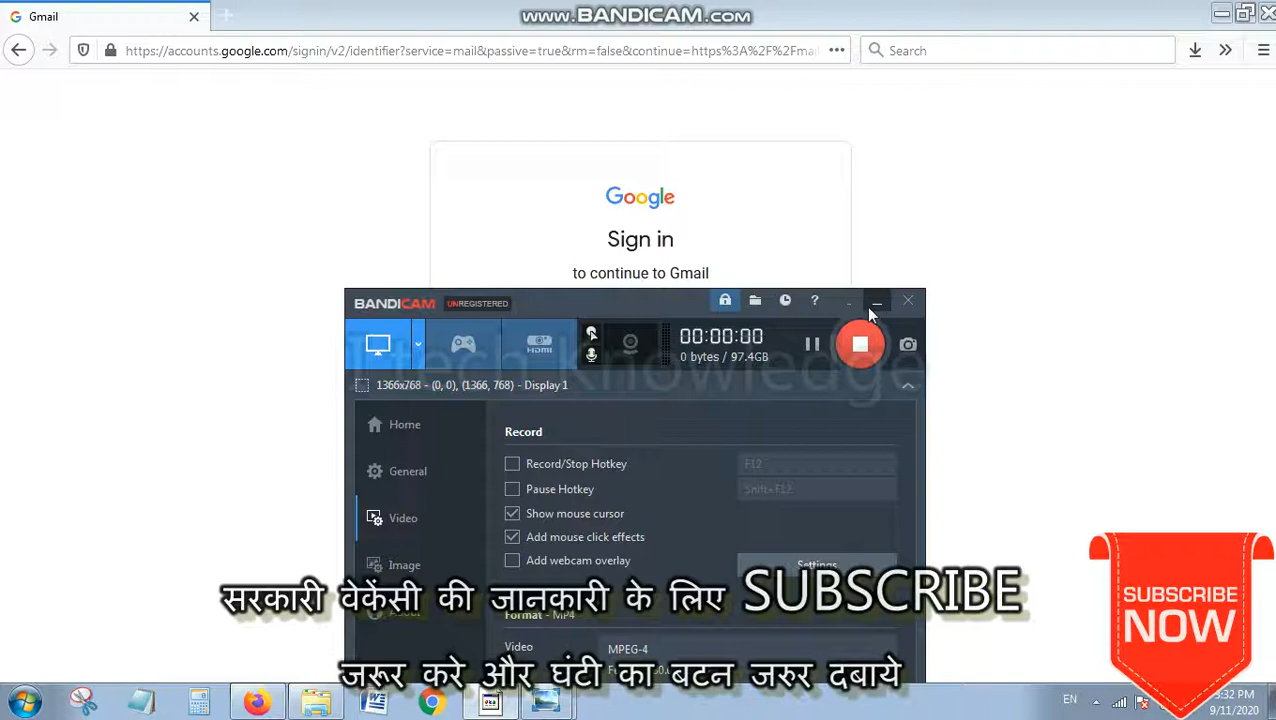 Gmail
www.BANDICAM.com
https://accounts.google.com/signin/v2/identifier?service=mail&passive=true&rm=false&continue=https%3A%2F%2Fma
Search
Google
Sign in
to continue to Gmail
BANDICAM UNREGISTERED
HDMI
00:00:00
0 bytes / 97.4GB
Knowledge
1366x768 - (0, 0), (1366, 768) - Display 1
Home
General
Video
Image
Record
Record/Stop Hotkey
F12
Pause Hotkey
Shift+F12
Show mouse cursor
Add mouse click effects
Add webcam overlay
Settings
सरकारी वेकेंसी की जानकारी के लिए SUBSCRIBE
Format - MP4
Video
MPEG-4
जरूर करे और घंटी का बटन जरुर दबाये
SUBSCRIBE
NOW
EN
3:32 PM
9/11/2020